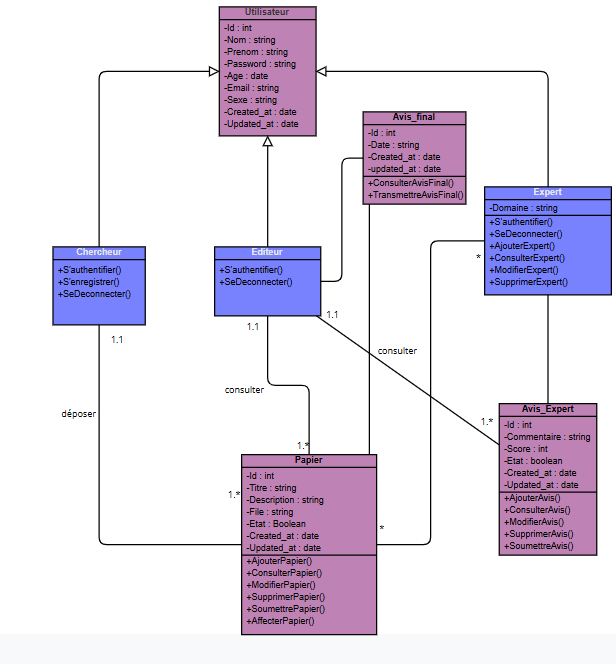 Utilisateur
-Id : int
-Nom : string
-Prenom : string
-Password : string
-Age : date
-Email : string
-Sexe : string
-Created_at : date
-Updated_at : date
Avis_final
-Id : int
-Date : string
-Created_at : date
-updated_at : date
+ConsulterAvisFinal()
+TransmettreAvisFinal()
Expert
-Domaine : string
+S'authentifier()
+SeDeconnecter()
+AjouterExpert()
+ConsulterExpert()
+ModifierExpert()
+SupprimerExpert()
*
Chercheur
+S'authentifier()
+S'enregistrer()
+SeDeconnecter()
Editeur
+S'authentifier()
+SeDeconnecter()
1.1
1.1
1.1
consulter
consulter
déposer
1.*
1.*
1.*
*
Avis_Expert
-Id : int
-Commentaire : string
-Score : int
-Etat : boolean
-Created_at : date
-Updated_at : date
+AjouterAvis()
+ConsulterAvis()
+ModifierAvis()
+SupprimerAvis()
+SoumettreAvis()
Papier
-Id : int
-Titre : string
-Description : string
-File : string
-Etat : Boolean
-Created_at : date
-Updated_at : date
+AjouterPapier()
+ConsulterPapier()
+ModifierPapier()
+SupprimerPapier()
+SoumettrePapier()
+AffecterPapier()